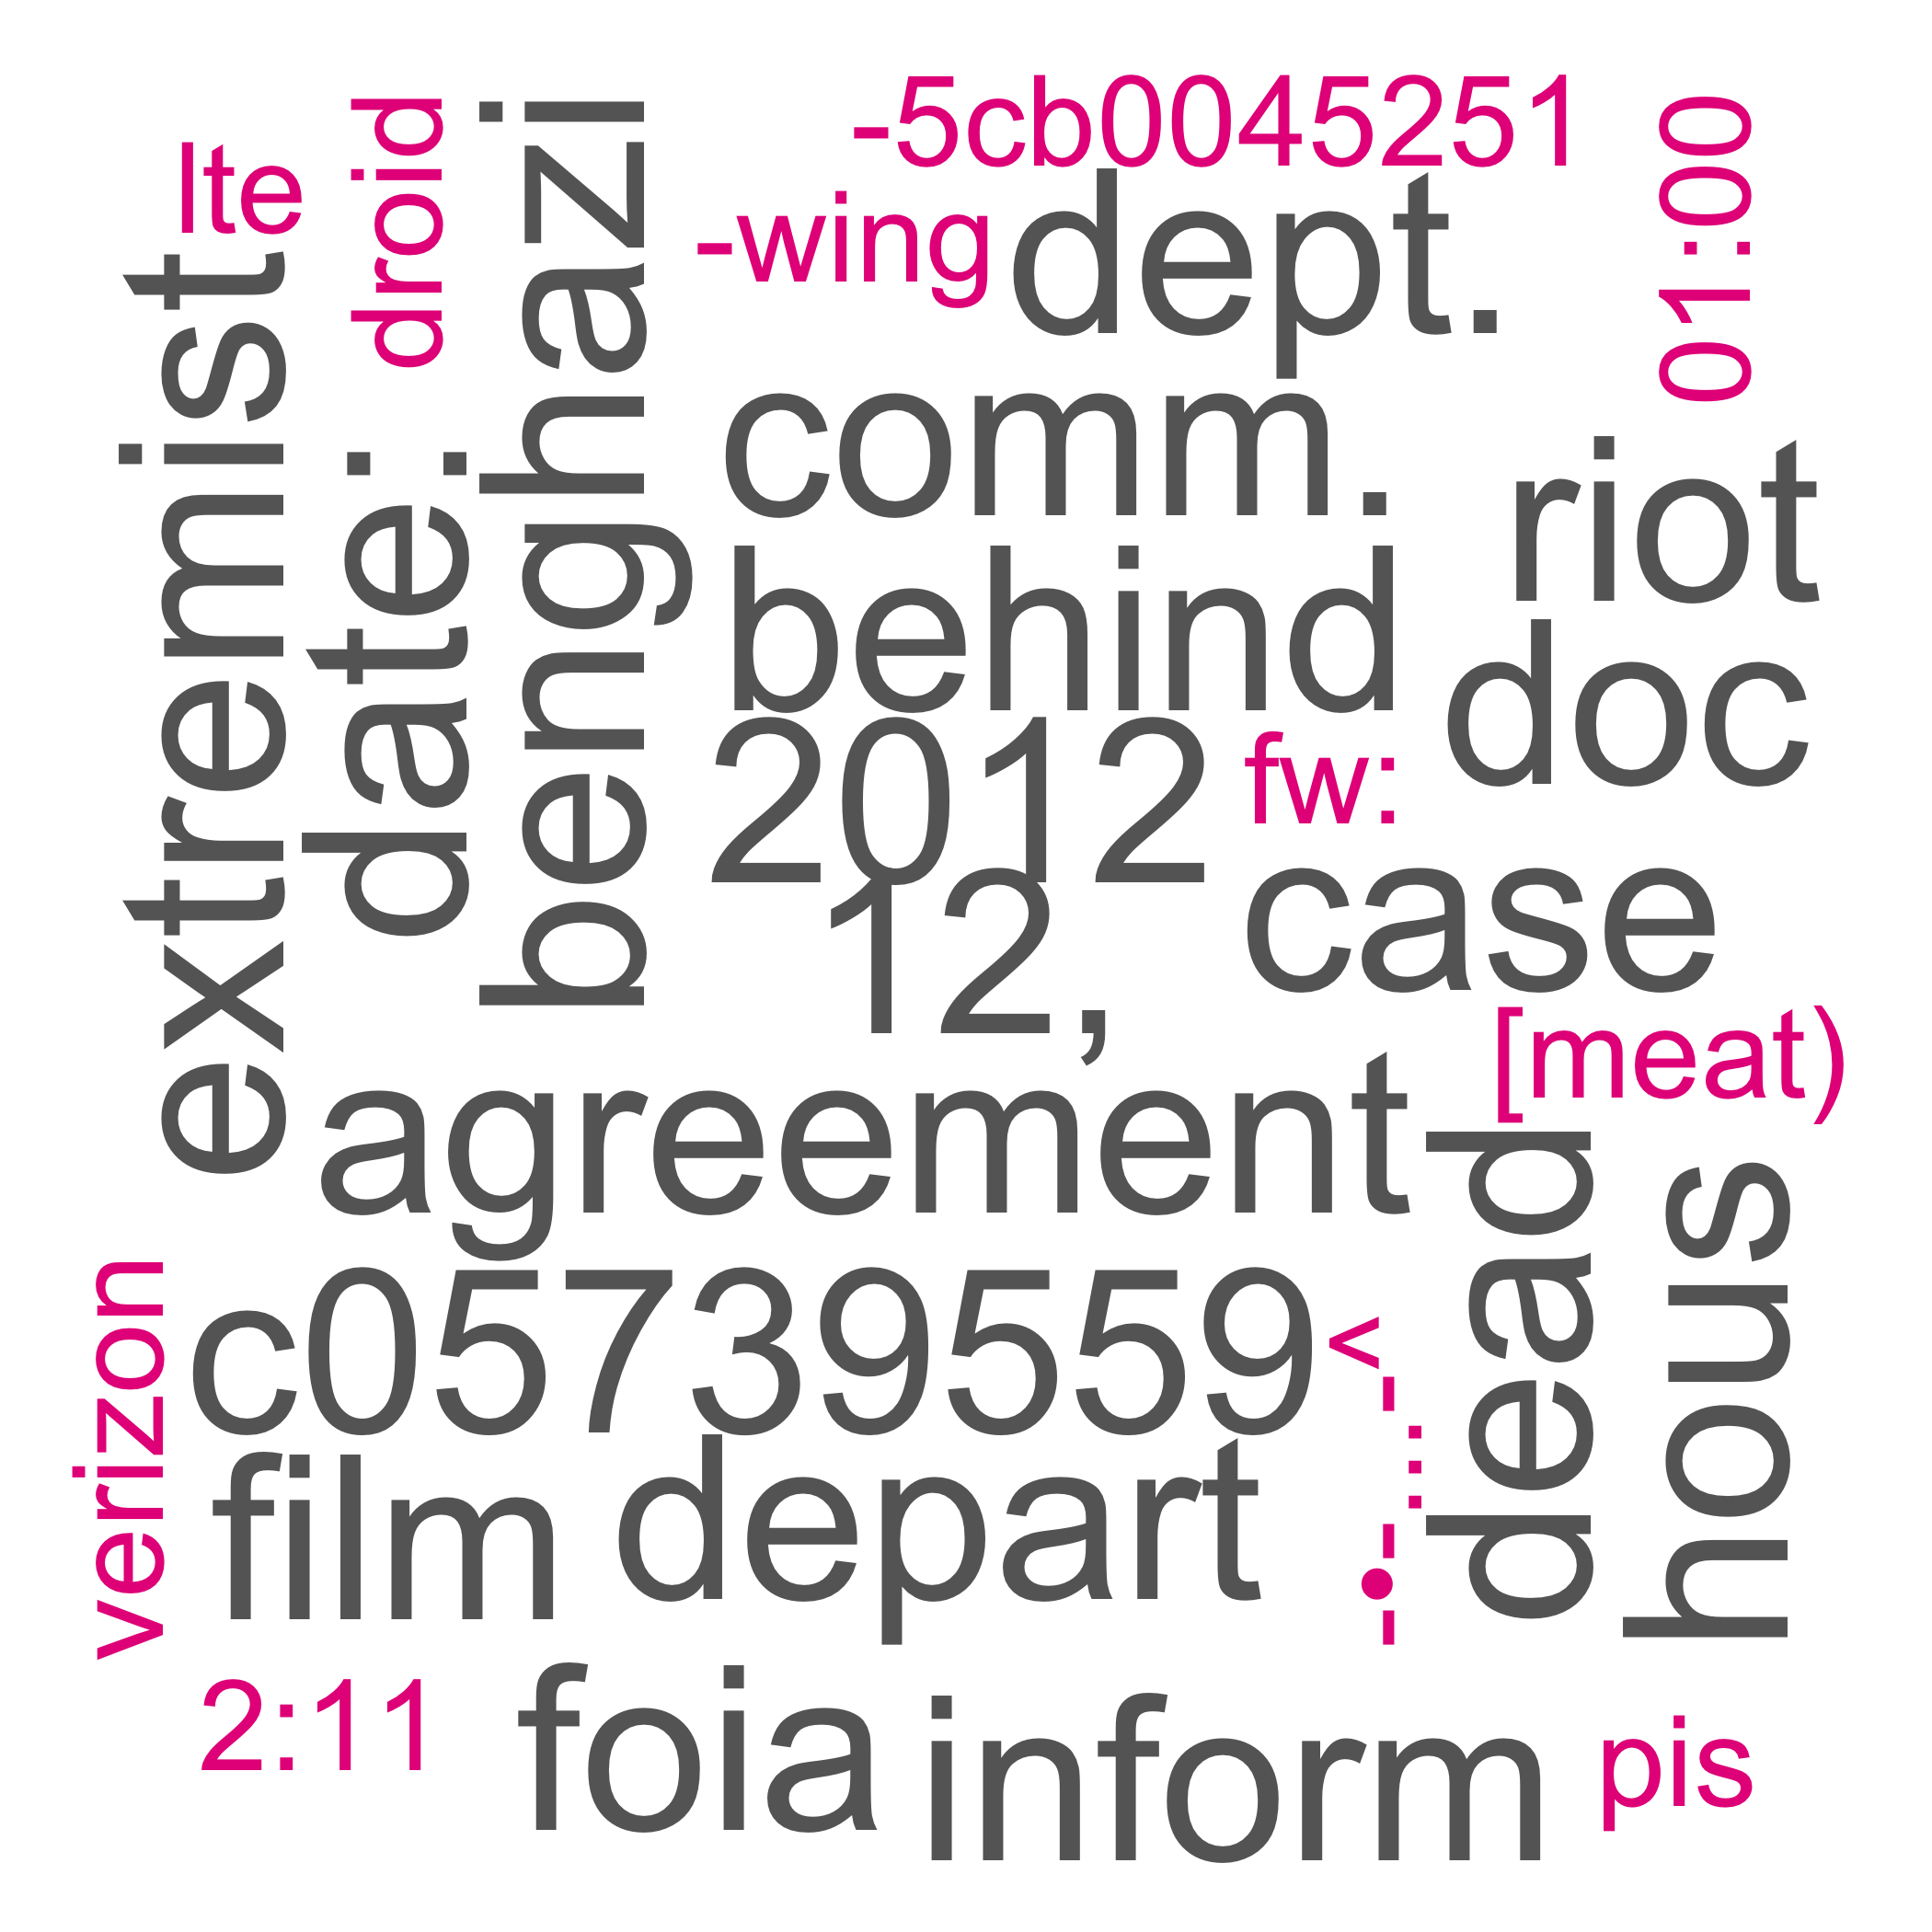 -5cb0045251
lte
droid
benghazi
-wing
dept.
01:00
extremist
date:
comm.
riot
behind
doc
2012
fw:
12,
case
[meat)
agreement
dead
hous
verizon
c05739559
<-...-•-
film
depart
2:11
foia
inform
pis